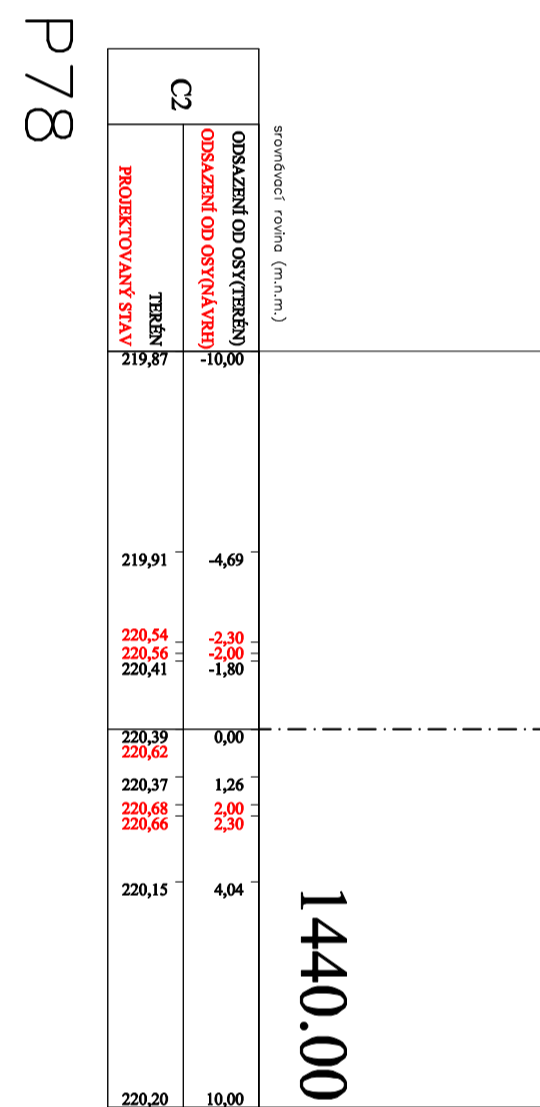 P78
C2
srovnávací rovina (m.n.m.)
ODSAZENÍ OD OSY(TERÉN)
ODSAZENÍ OD OSY(NÁVRH)
TERÉN
PROJEKTOVANÝ STAV
219,87 -10,00
219,91 -4,69
220,54 -2,30
220,56 -2,00
220,41 -1,80
220,39 0,00
220,62
220,37 1,26
220,68 2,00
220,66 2,30
220,15 4,04
220,20 10,00
1440.00